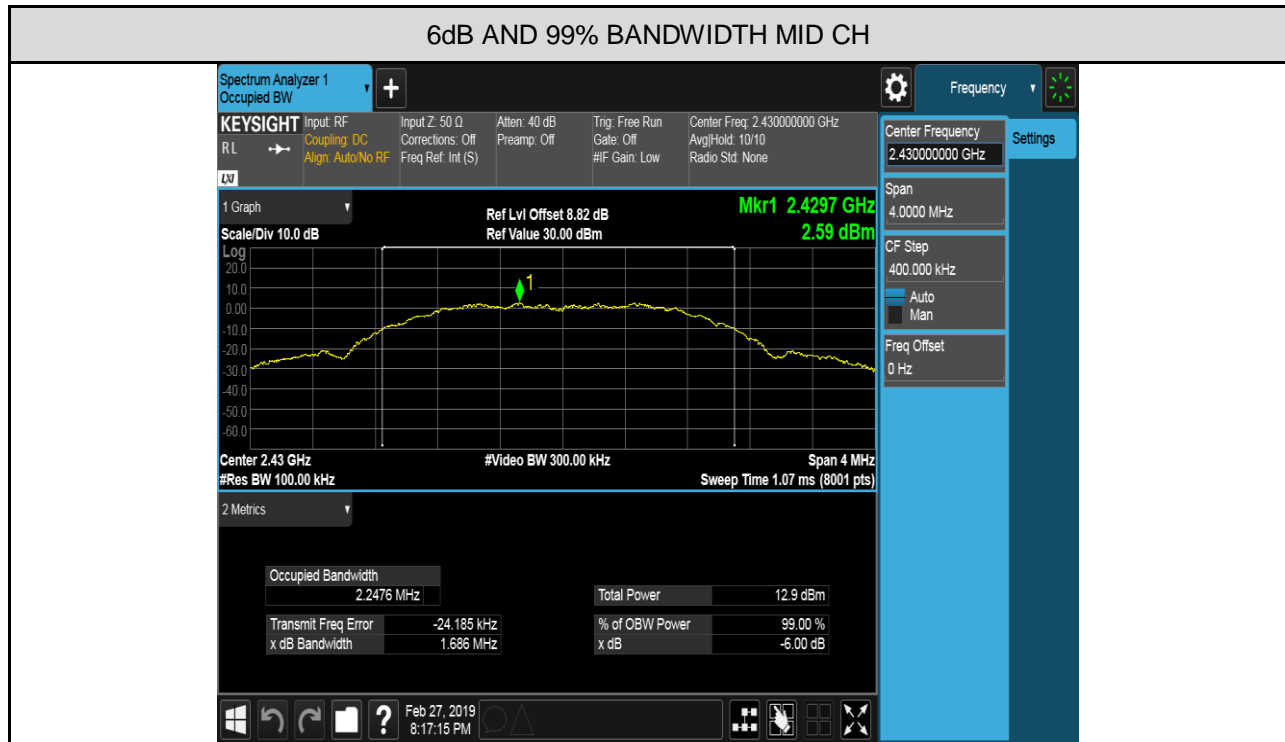 6dB AND 99% BANDWIDTH MID CH
Spectrum Analyzer 1
Occupied BW
+
Frequency
KEYSIGHT Input: RF Input Z: 50 Ω Atten: 40 dB Trig: Free Run Center Freq: 2.430000000 GHz
RL Coupling: DC Corrections: Off Preamp: Off Gate: Off Avg|Hold: 10/10
Align: Auto/No RF Freq Ref: Int (S) #IF Gain: Low Radio Std: None
LXI
Center Frequency
2.430000000 GHz
Settings
Span
4.0000 MHz
CF Step
400.000 kHz
Auto
Man
Freq Offset
0 Hz
1 Graph
Ref Lvl Offset 8.82 dB
Mkr1 2.4297 GHz
Scale/Div 10.0 dB Ref Value 30.00 dBm 2.59 dBm
Log
20.0
10.0
1
0.00
-10.0
-20.0
-30.0
-40.0
-50.0
-60.0
Center 2.43 GHz #Video BW 300.00 kHz Span 4 MHz
#Res BW 100.00 kHz Sweep Time 1.07 ms (8001 pts)
2 Metrics
Occupied Bandwidth
2.2476 MHz Total Power 12.9 dBm
Transmit Freq Error -24.185 kHz % of OBW Power 99.00 %
x dB Bandwidth 1.686 MHz x dB -6.00 dB
? Feb 27, 2019
8:17:15 PM